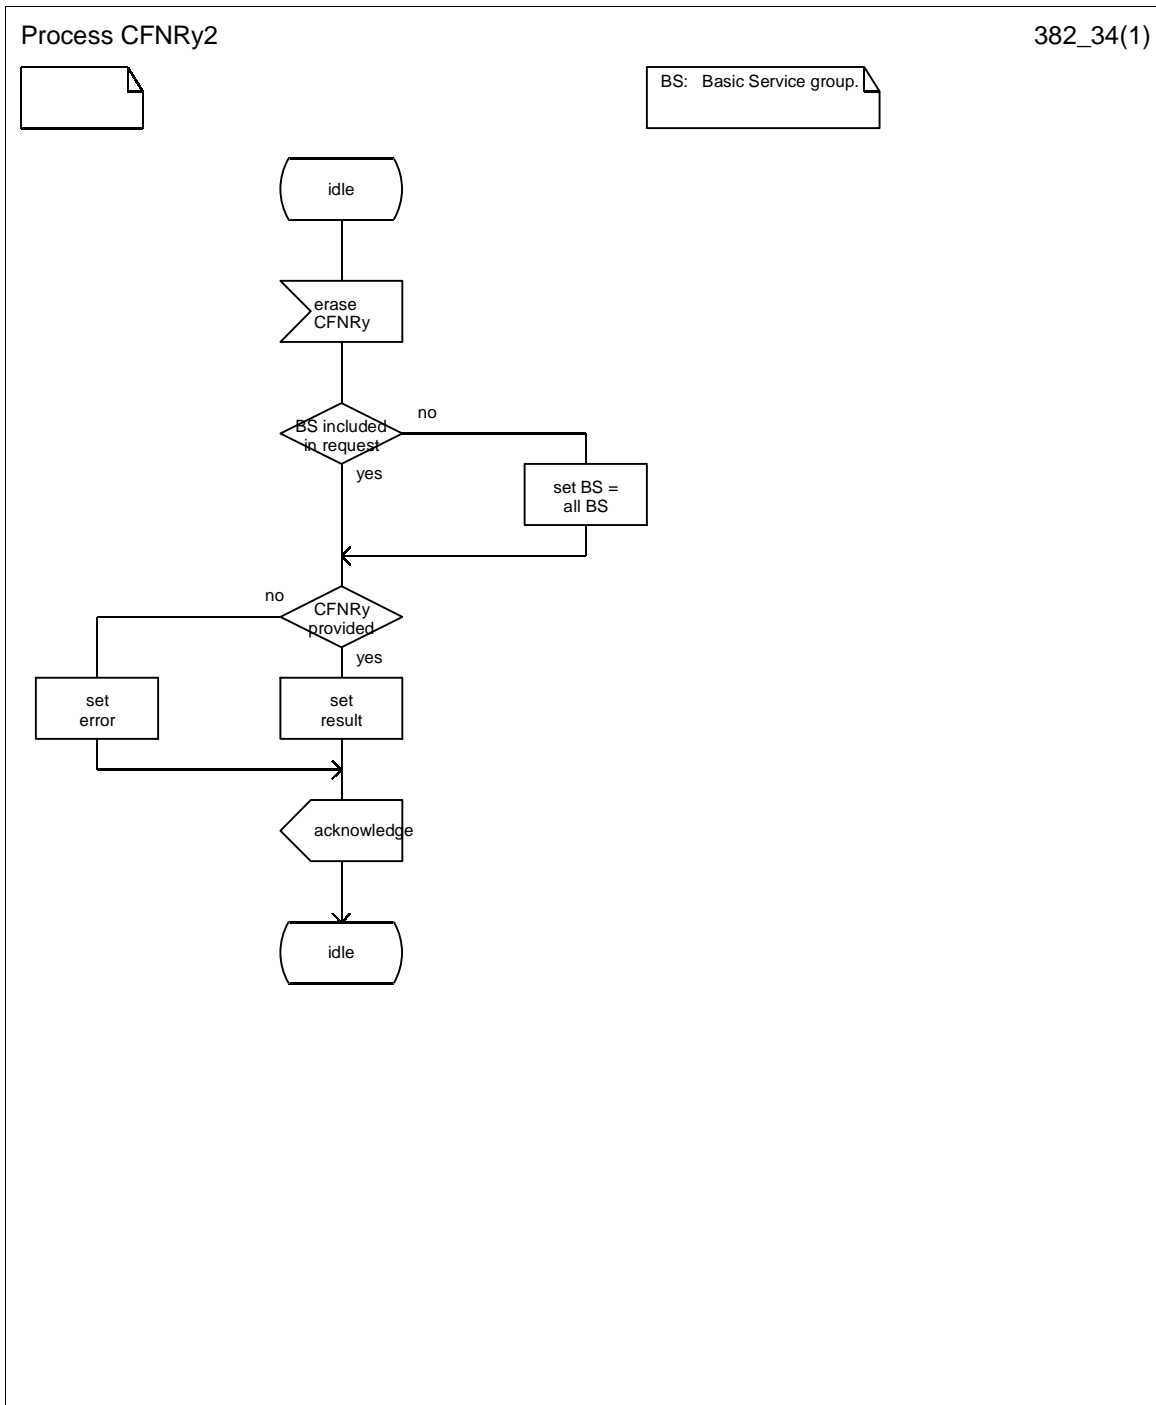 Process CFNRy2
382_34(1)
BS: Basic Service group.
idle
erase
CFNRy
BS included
in request
no
yes
set BS =
all BS
no
CFNRy
provided
yes
set
error
set
result
acknowledge
idle